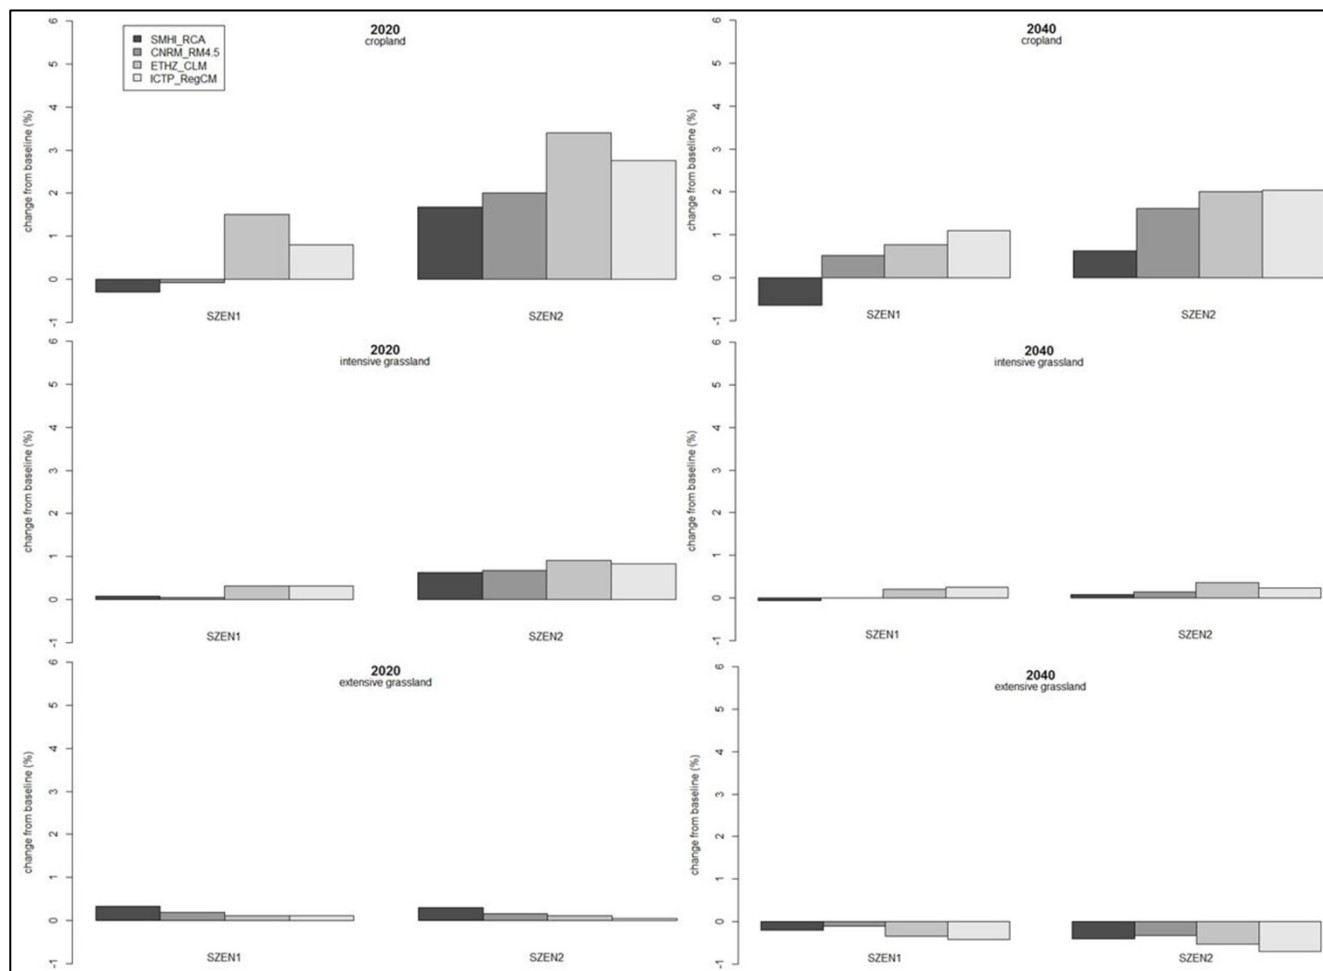 2020
cropland
SMHI_RCA
CNRM_RM4.5
ETHZ_CLM
ICTP_RegCM
change from baseline (%)
6
5
4
3
2
1
0
-1
SZEN1 SZEN2
2040
cropland
change from baseline (%)
6
5
4
3
2
1
0
-1
SZEN1 SZEN2
2020
intensive grassland
change from baseline (%)
6
5
4
3
2
1
0
-1
SZEN1 SZEN2
2040
intensive grassland
change from baseline (%)
6
5
4
3
2
1
0
-1
SZEN1 SZEN2
2020
extensive grassland
change from baseline (%)
6
5
4
3
2
1
0
-1
SZEN1 SZEN2
2040
extensive grassland
change from baseline (%)
6
5
4
3
2
1
0
-1
SZEN1 SZEN2